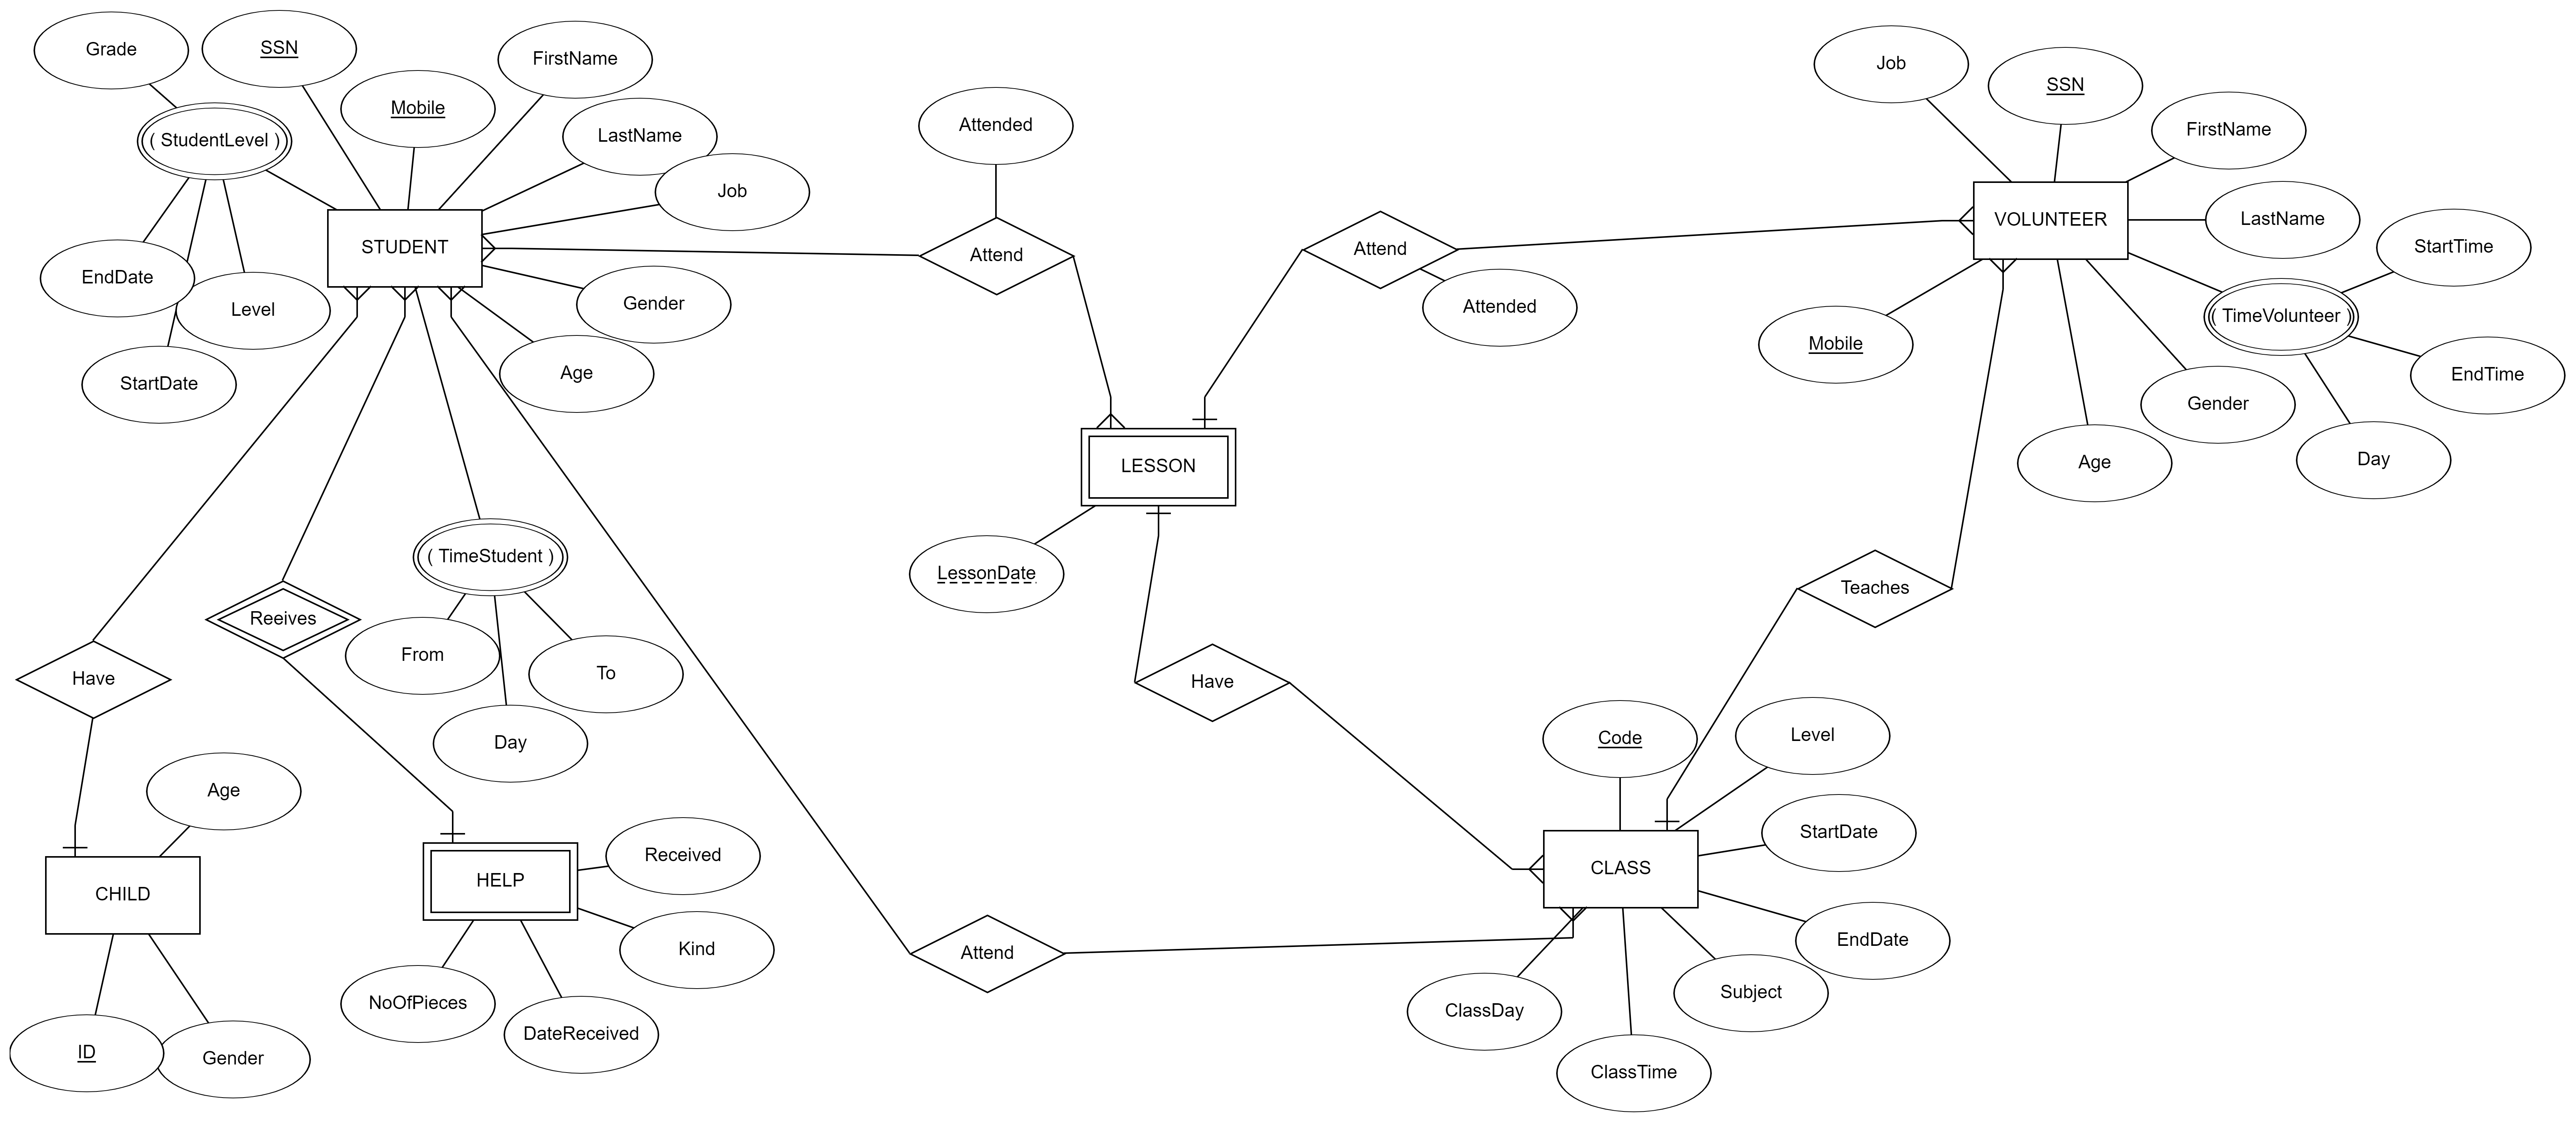 Grade
SSN
Mobile
FirstName
LastName
Job
( StudentLevel )
STUDENT
EndDate
Level
StartDate
Gender
Age
Attended
Attend
Attend
Attended
Job
SSN
FirstName
LastName
VOLUNTEER
StartTime
( TimeVolunteer )
EndTime
Day
Mobile
Gender
Age
LESSON
LessonDate
( TimeStudent )
From
To
Day
Reeives
Have
Have
Teaches
Code
Level
StartDate
CLASS
EndDate
Subject
ClassDay
ClassTime
Age
CHILD
ID
Gender
HELP
Received
Kind
NoOfPieces
DateReceived
Attend